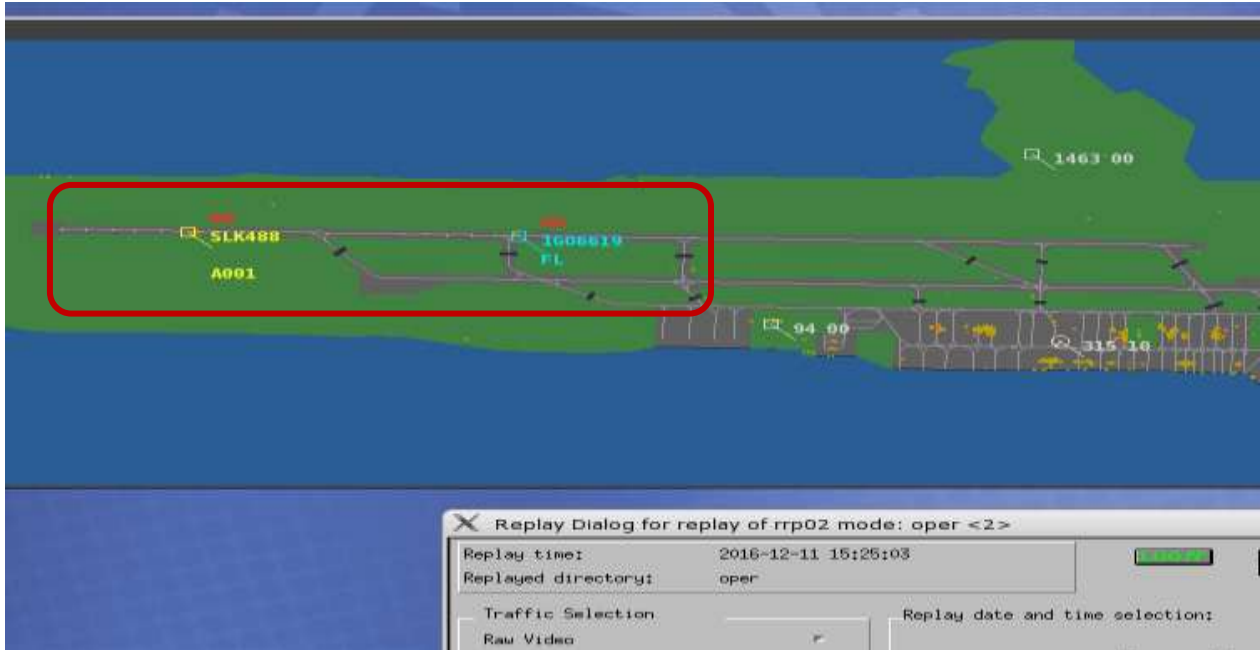 1463 00
SLK488
A001
FL
94 00
315 10
Replay Dialog for replay of rrp02 mode: oper <2>
Replay time: 2016-12-11 15:25:03
Replayed directory: oper
Traffic Selection
Replay date and time selection:
Raw Video